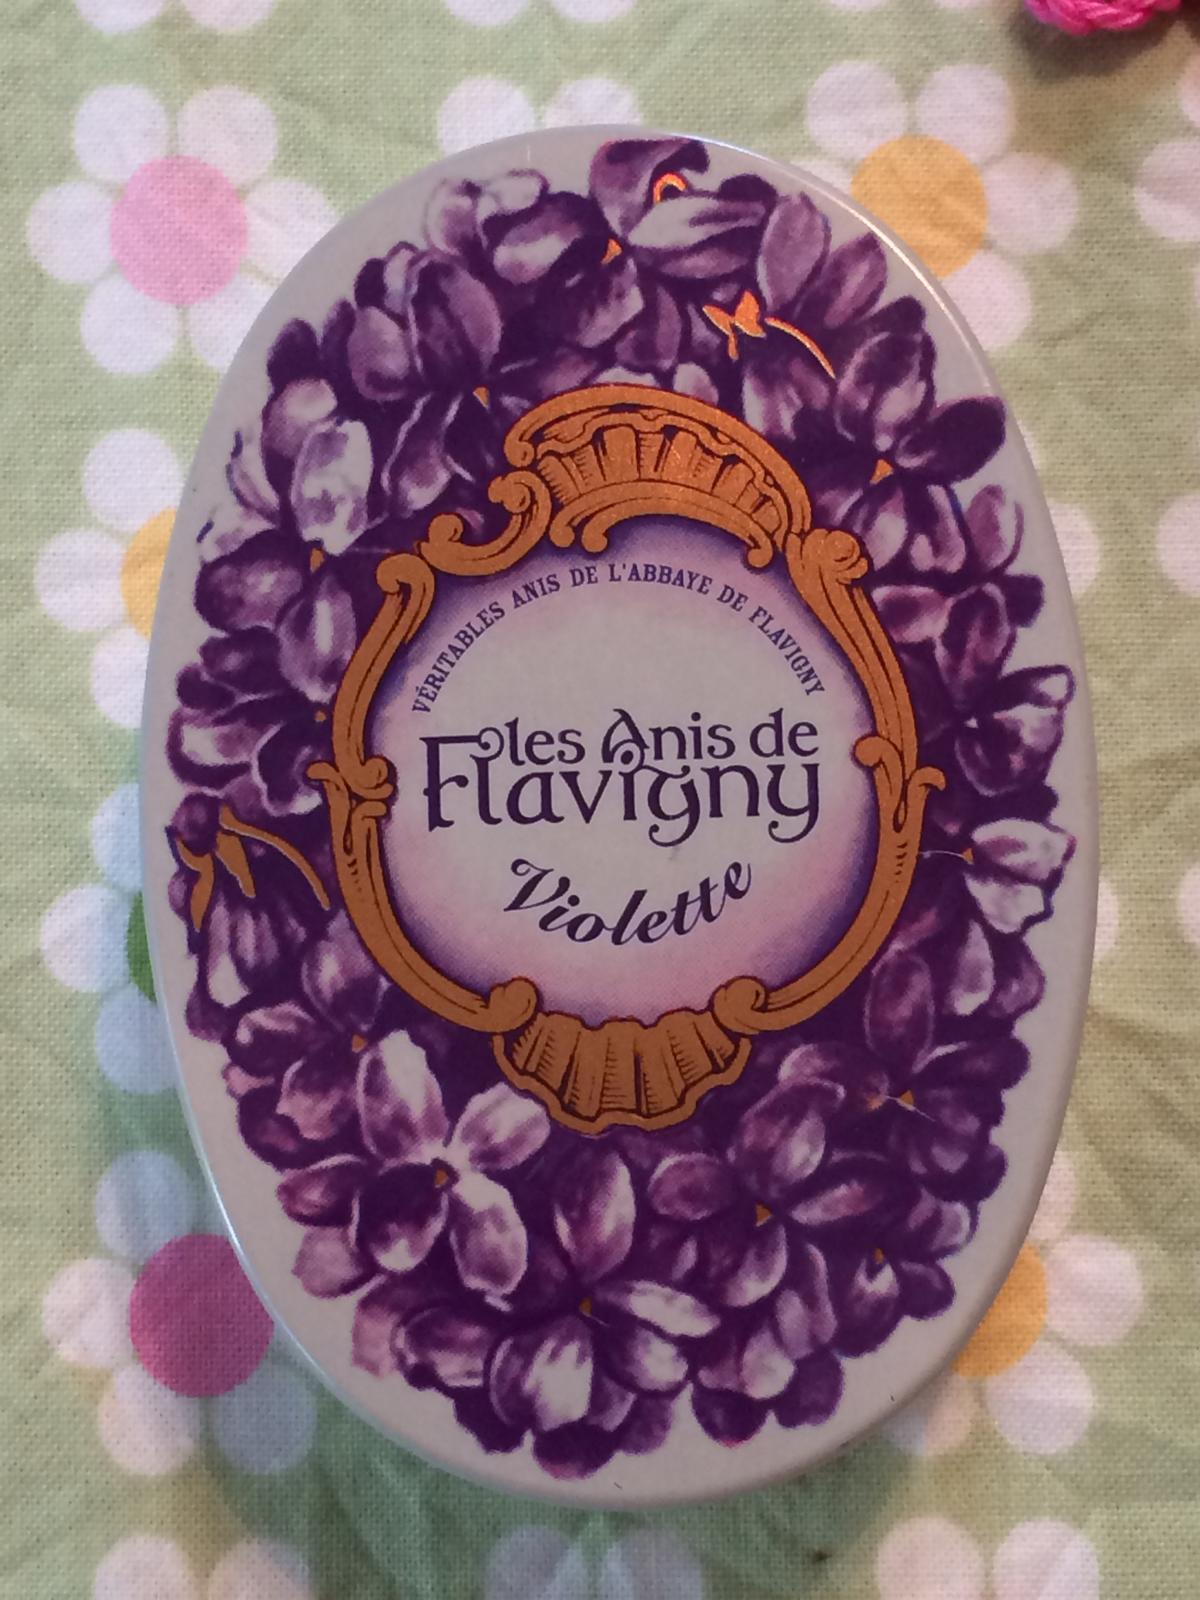 VÉRITABLES ANIS DE L'ABBAYE DE FLAVIGNY
les Anis de
Flavigny
Violette